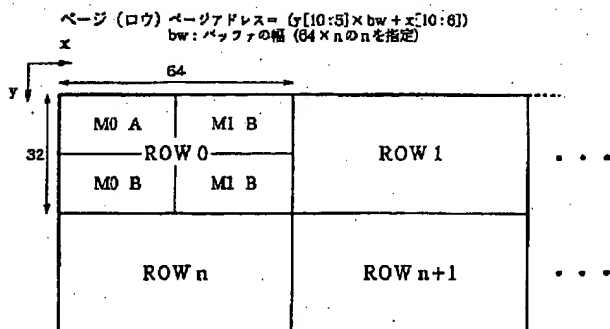 ページ (ロウ) ページアドレス= (y[10:5]×bw + x[10:6])
bw: バッファの幅 (64×nのnを指定)
x
y
64
32
M0 A
M1 B
ROW 0
M0 B
M1 B
ROW 1
ROW n
ROW n+1